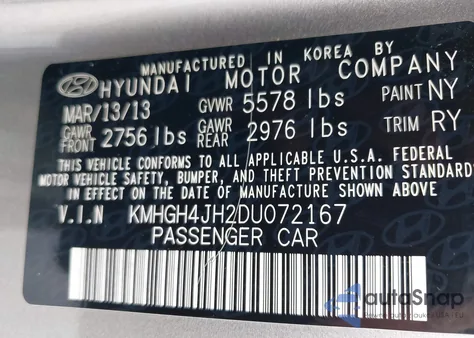 MANUFACTURED IN KOREA BY
HYUNDAI MOTOR COMPANY
MAR/13/13 GVWR 5578 lbs PAINT NY
GAWR FRONT 2756 lbs GAWR REAR 2976 lbs TRIM RY
THIS VEHICLE CONFORMS TO ALL APPLICABLE U.S.A. FEDERAL
MOTOR VEHICLE SAFETY, BUMPER, AND THEFT PREVENTION STANDARD
IN EFFECT ON THE DATE OF MANUFACTURE SHOWN ABOVE
V.I.N KMHGH4JH2DU072167
PASSENGER CAR
autoSnap